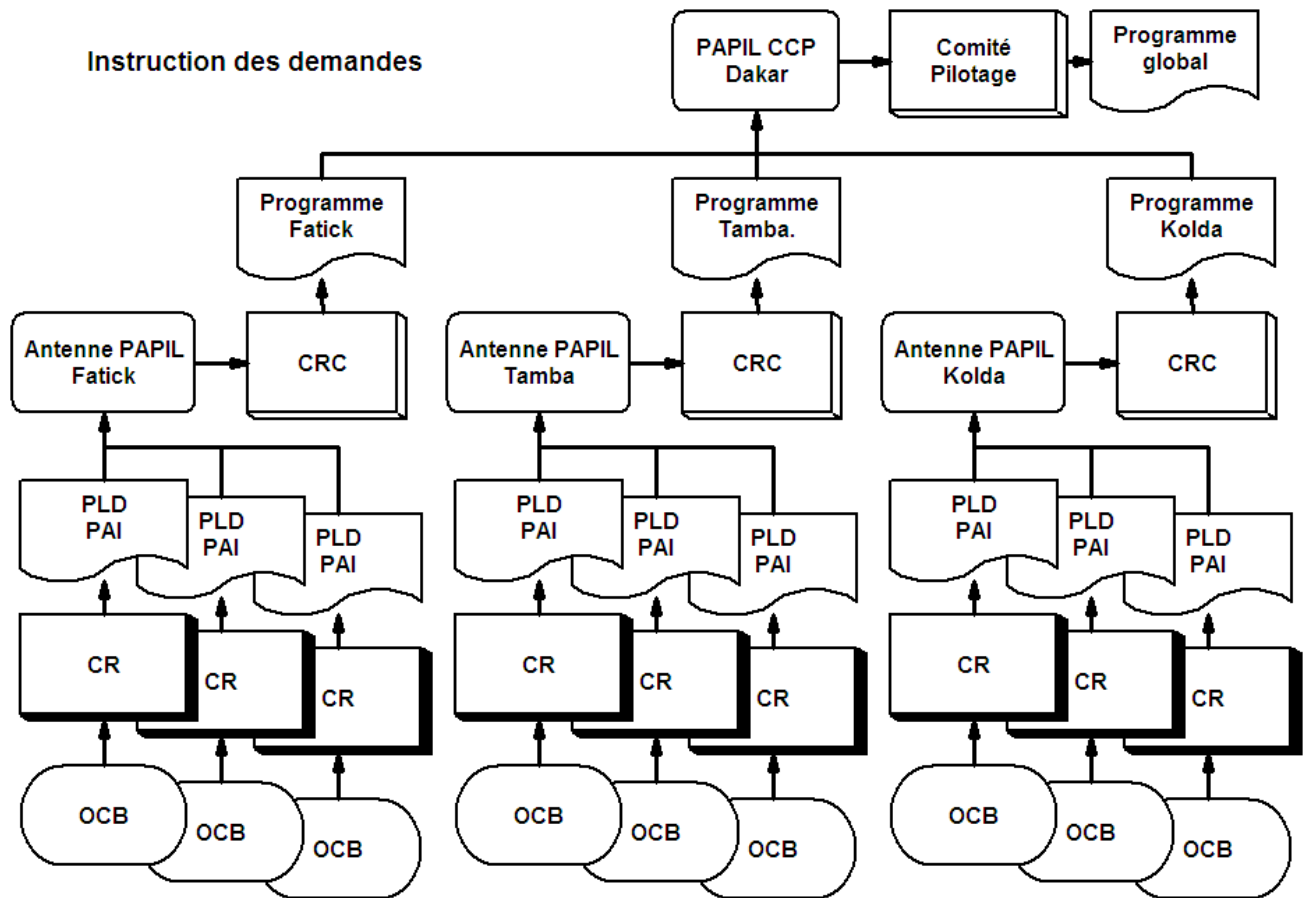 Instruction des demandes
PAPIL CCP
Dakar
Comité
Pilotage
Programme
global
Programme
Fatick
Programme
Tamba.
Programme
Kolda
Antenne PAPIL
Fatick
CRC
Antenne PAPIL
Tamba
CRC
Antenne PAPIL
Kolda
CRC
PLD
PAI
PLD
PAI
PLD
PAI
PLD
PAI
PLD
PAI
PLD
PAI
PLD
PAI
PLD
PAI
PLD
PAI
CR
CR
CR
CR
CR
CR
CR
CR
CR
OCB
OCB
OCB
OCB
OCB
OCB
OCB
OCB
OCB